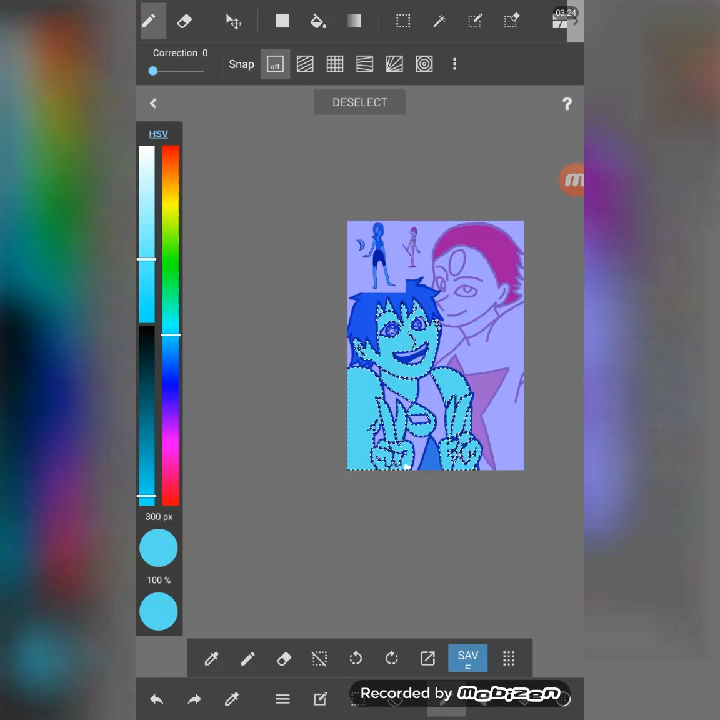 03:24
Correction 0
Snap
off
DESELECT
?
HSV
300 px
100 %
SAV
E
Recorded by mobizen